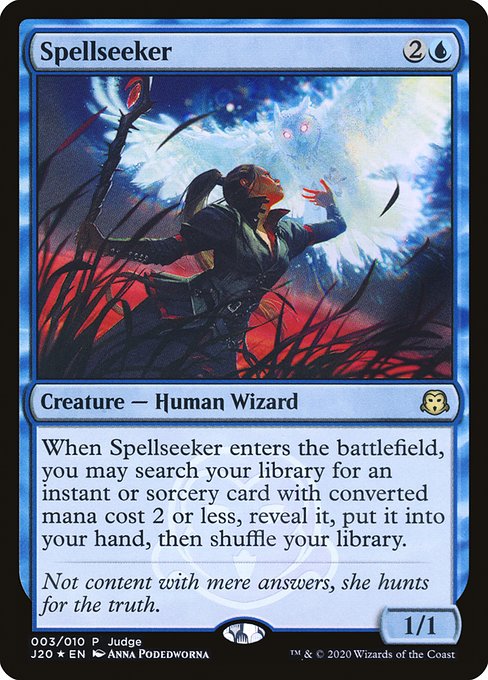 Spellseeker 2
Creature — Human Wizard
When Spellseeker enters the battlefield,
you may search your library for an
instant or sorcery card with converted
mana cost 2 or less, reveal it, put it into
your hand, then shuffle your library.
Not content with mere answers, she hunts
for the truth.
1/1
003/010 P Judge
J20 ★ EN Anna Podedworna
™ & © 2020 Wizards of the Coast